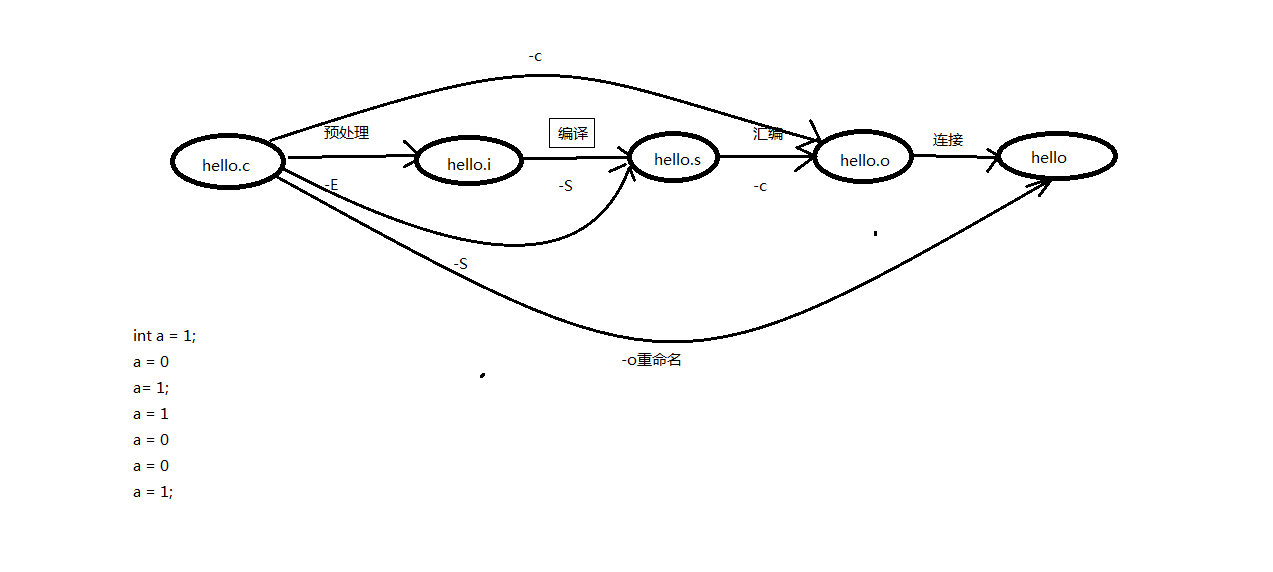 -c
预处理
编译
汇编
连接
hello.c
hello.i
hello.s
hello.o
hello
-E
-S
-c
-S
-o重命名
int a = 1;
a = 0
a= 1;
a = 1
a = 0
a = 0
a = 1;